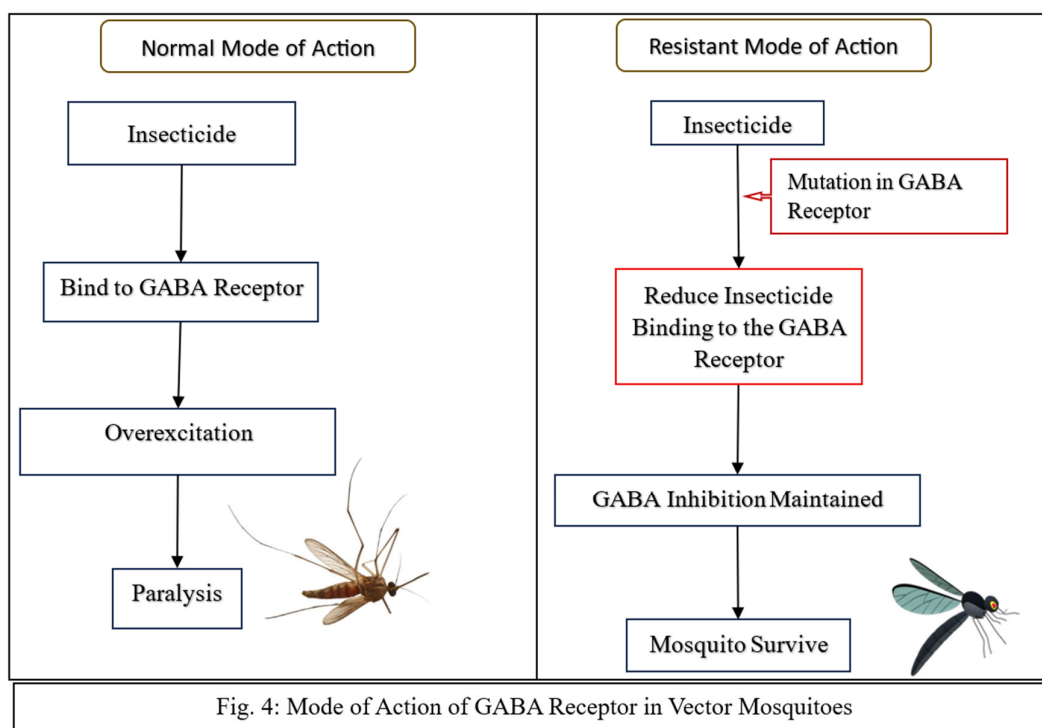 Normal Mode of Action
Insecticide
Bind to GABA Receptor
Overexcitation
Paralysis
Resistant Mode of Action
Insecticide
Mutation in GABA
Receptor
Reduce Insecticide
Binding to the GABA
Receptor
GABA Inhibition Maintained
Mosquito Survive
Fig. 4: Mode of Action of GABA Receptor in Vector Mosquitoes